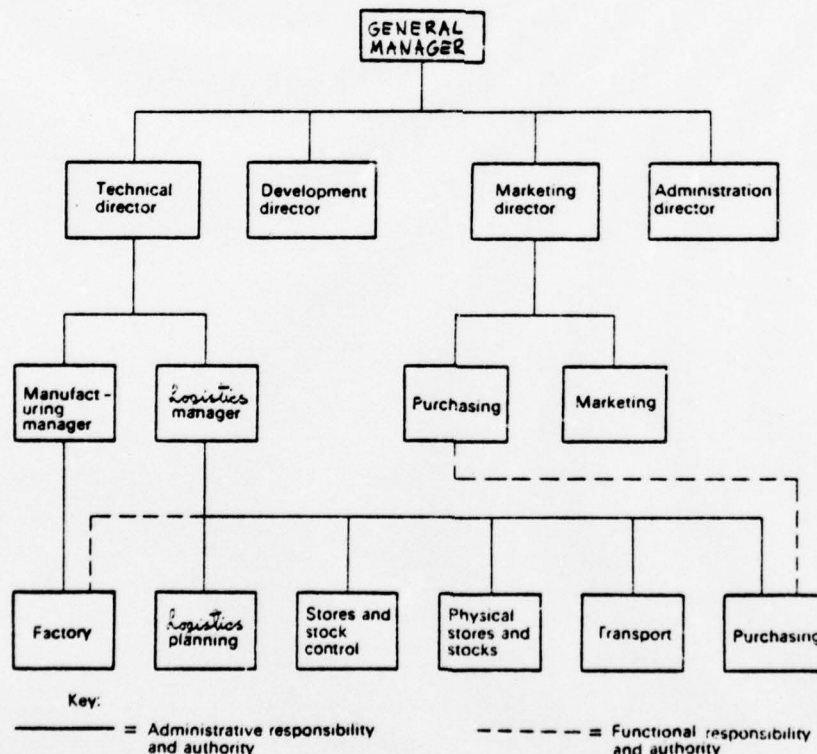 GENERAL
MANAGER
Technical
director
Development
director
Marketing
director
Administration
director
Manufact-
uring
manager
Logistics
manager
Purchasing
Marketing
Factory
Logistics
planning
Stores and
stock
control
Physical
stores and
stocks
Transport
Purchasing
Key:
= Administrative responsibility
and authority
= Functional responsibility
and authority